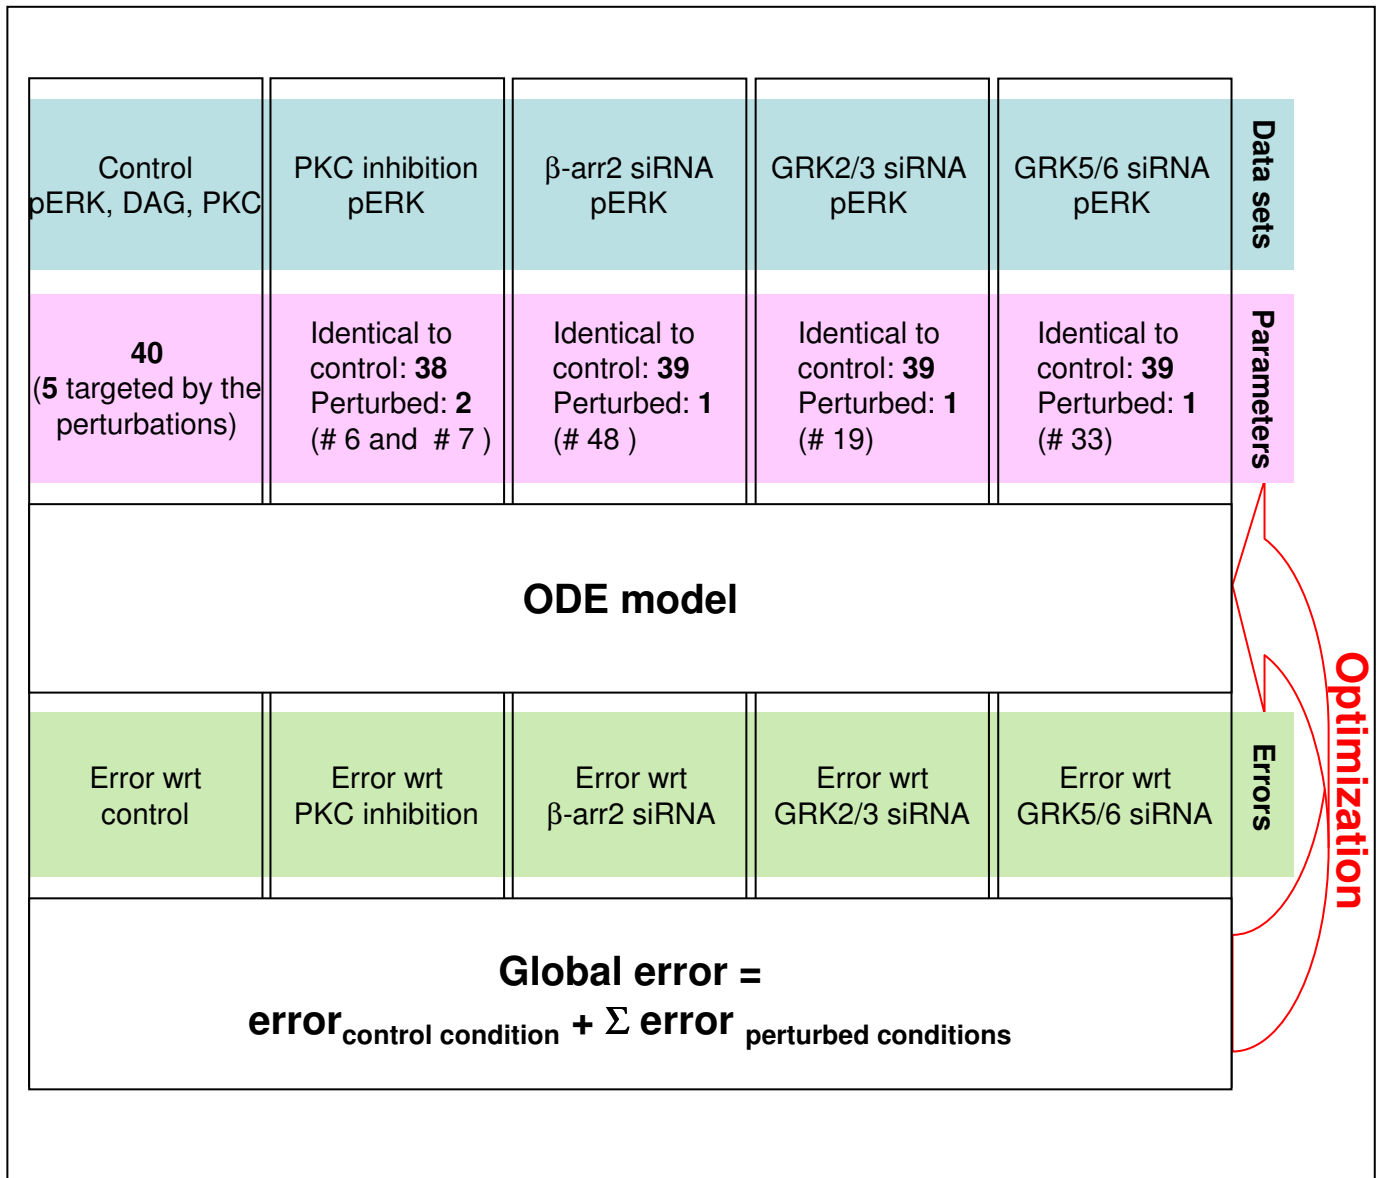 Control
pERK, DAG, PKC
PKC inhibition
pERK
β-arr2 siRNA
pERK
GRK2/3 siRNA
pERK
GRK5/6 siRNA
pERK
Data sets
40
(5 targeted by the
perturbations)
Identical to
control: 38
Perturbed: 2
(# 6 and # 7 )
Identical to
control: 39
Perturbed: 1
(# 48 )
Identical to
control: 39
Perturbed: 1
(# 19)
Identical to
control: 39
Perturbed: 1
(# 33)
Parameters
ODE model
Optimization
Error wrt
control
Error wrt
PKC inhibition
Error wrt
β-arr2 siRNA
Error wrt
GRK2/3 siRNA
Error wrt
GRK5/6 siRNA
Errors
Global error =
error control condition + Σ error perturbed conditions